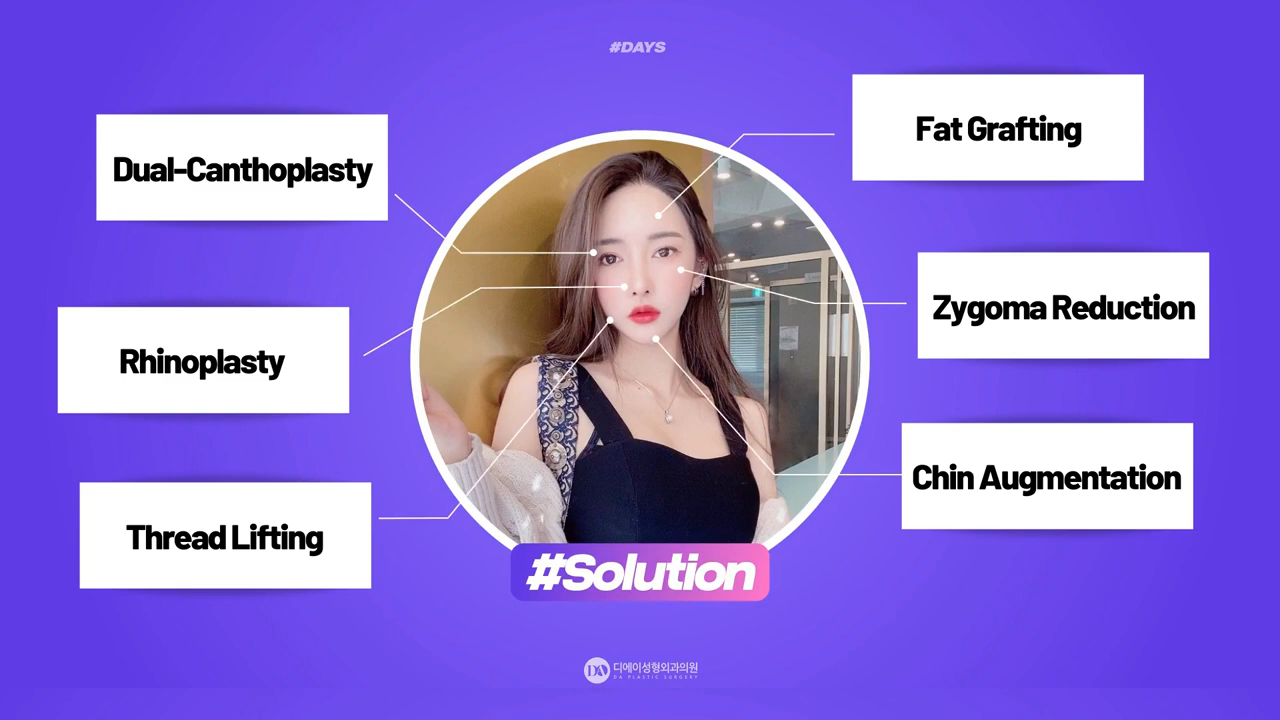 #DAYS
Dual-Canthoplasty
Rhinoplasty
Thread Lifting
Fat Grafting
Zygoma Reduction
Chin Augmentation
#Solution
DA
디에이성형외과의원
DA PLASTIC SURGERY